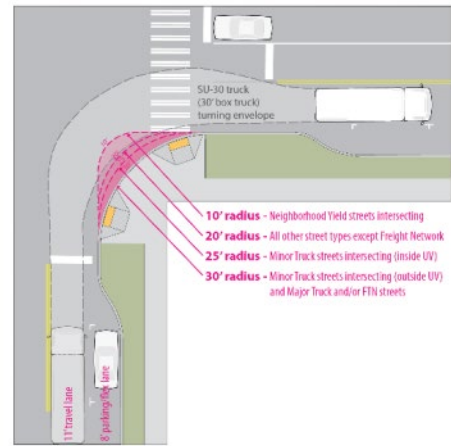 SU-30 truck
(30' box truck)
turning envelope
10' radius - Neighborhood Yield streets intersecting
20' radius - All other street types except Freight Network
25' radius - Minor Truck streets intersecting (inside UV)
30' radius - Minor Truck streets intersecting (outside UV)
and Major Truck and/or FTN streets
11' travel lane
8' parking/flex lane